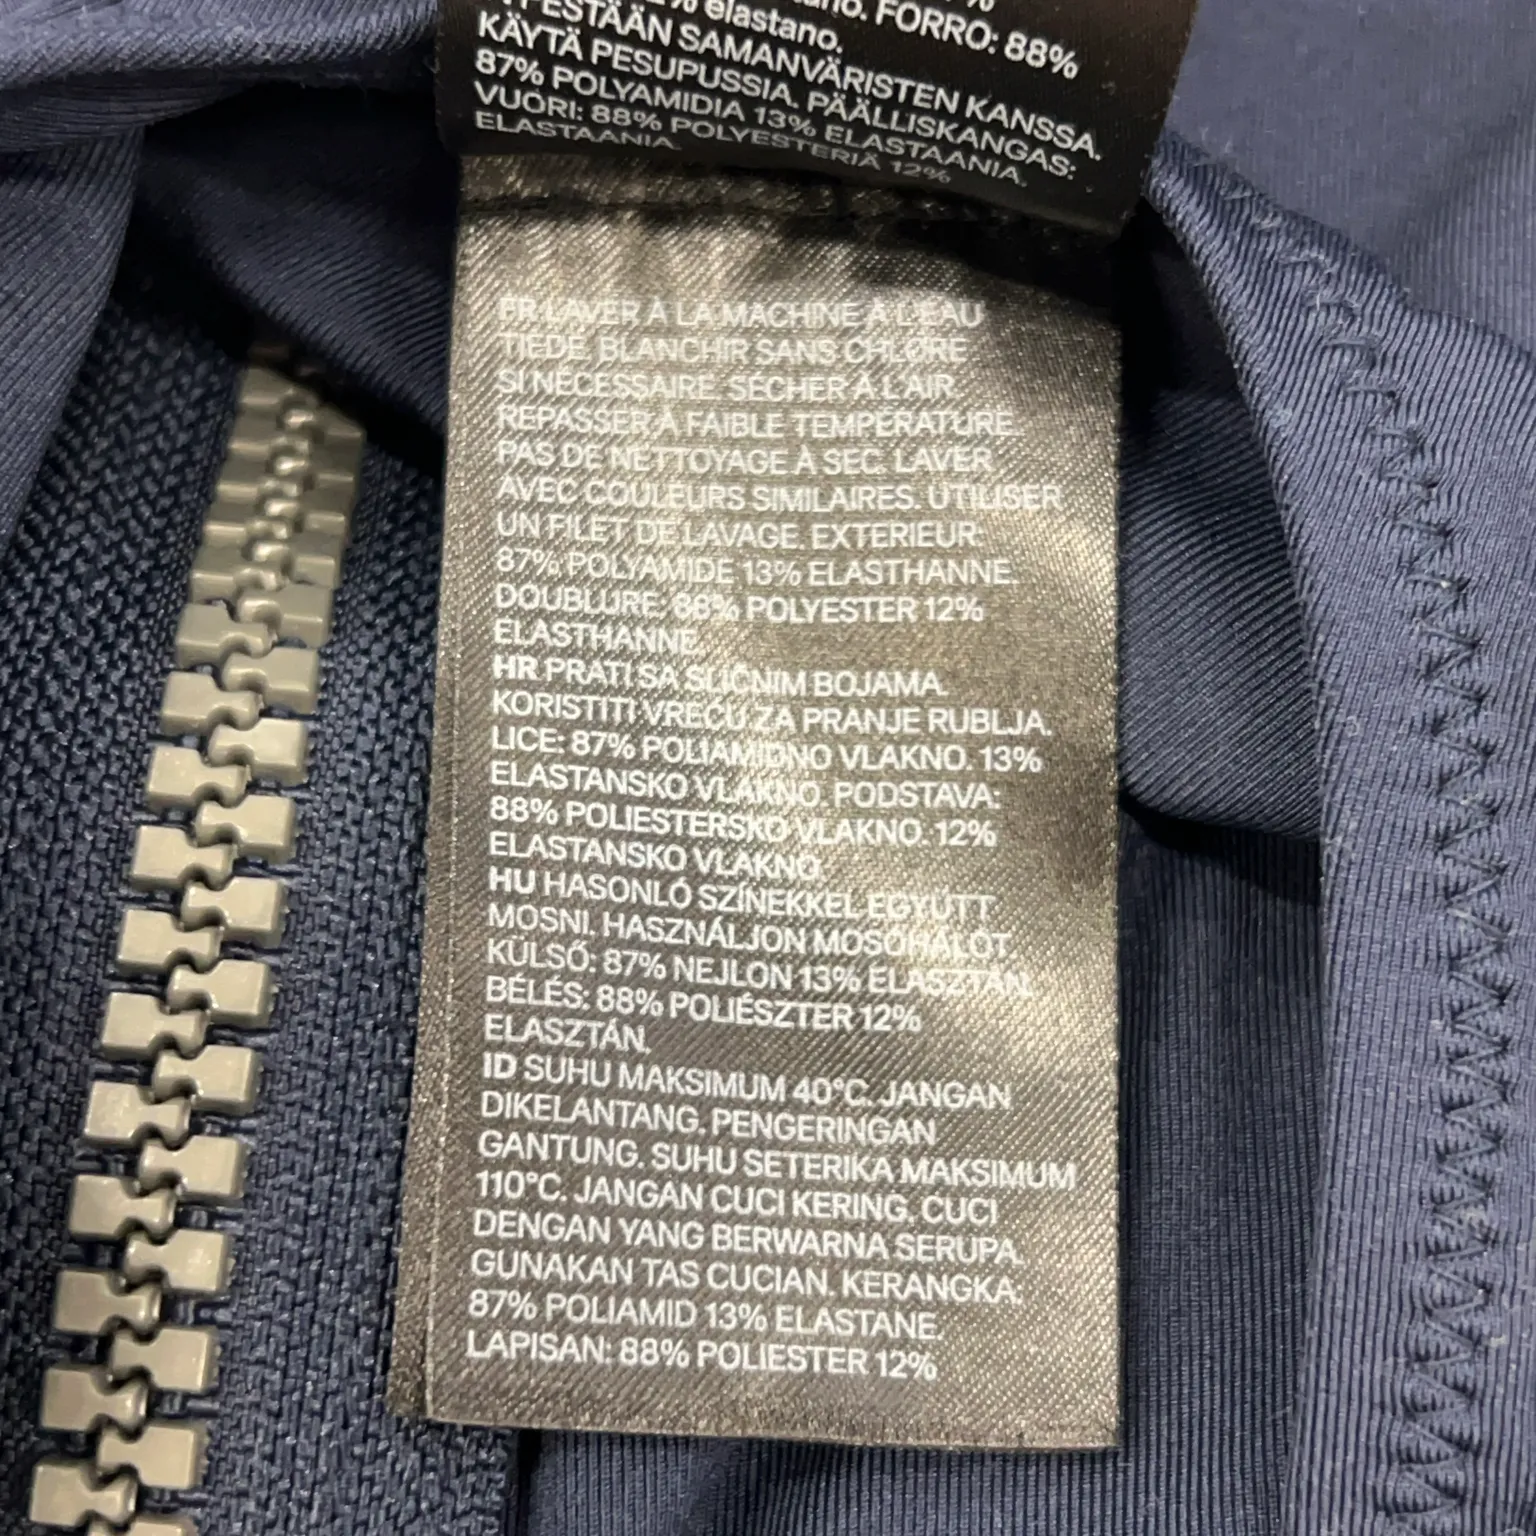 elastano. FORRO: 88%
KÄYTÄ PESUPUSSIA. PÄÄLLISKANGAS:
87% POLYAMIDIA 13% ELASTAANIA.
VUORI: 88% POLYESTERIÄ 12%
ELASTAANIA.
FR LAVER À LA MACHINE À L'EAU
TIÈDE. BLANCHIR SANS CHLORE
SI NÉCESSAIRE. SÉCHER À L'AIR.
REPASSER À FAIBLE TEMPÉRATURE.
PAS DE NETTOYAGE À SEC. LAVER
AVEC COULEURS SIMILAIRES. UTILISER
UN FILET DE LAVAGE. EXTERIEUR:
87% POLYAMIDE 13% ELASTHANNE.
DOUBLURE: 88% POLYESTER 12%
ELASTHANNE.
HR PRATI SA SLIČNIM BOJAMA.
KORISTITI VREĆU ZA PRANJE RUBLJA.
LICE: 87% POLIAMIDNO VLAKNO. 13%
ELASTANSKO VLAKNO. PODSTAVA:
88% POLIESTERSKO VLAKNO. 12%
ELASTANSKO VLAKNO.
HU HASONLÓ SZÍNEKKEL EGYÜTT
MOSNI. HASZNÁLJON MOSÓHÁLÓT.
KÜLSŐ: 87% NEJLON 13% ELASZTÁN.
BÉLÉS: 88% POLIÉSZTER 12%
ELASZTÁN.
ID SUHU MAKSIMUM 40°C. JANGAN
DIKELANTANG. PENGERINGAN
GANTUNG. SUHU SETERIKA MAKSIMUM
110°C. JANGAN CUCI KERING. CUCI
DENGAN YANG BERWARNA SERUPA.
GUNAKAN TAS CUCIAN. KERANGKA:
87% POLIAMID 13% ELASTANE.
LAPISAN: 88% POLIESTER 12%